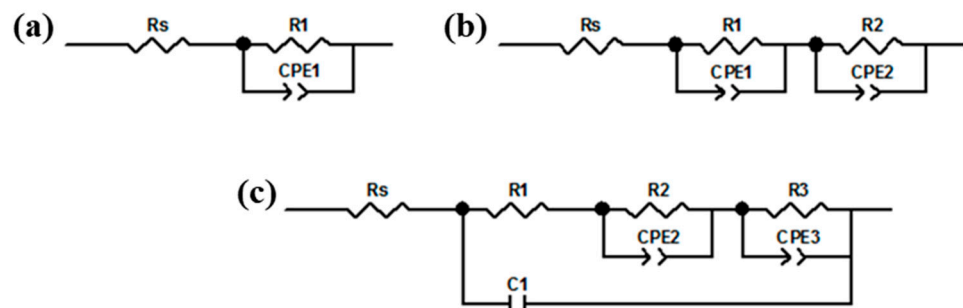 (a) Rs R1
CPE1
(b) Rs R1 R2
CPE1 CPE2
(c) Rs R1 R2 R3
CPE2 CPE3
C1